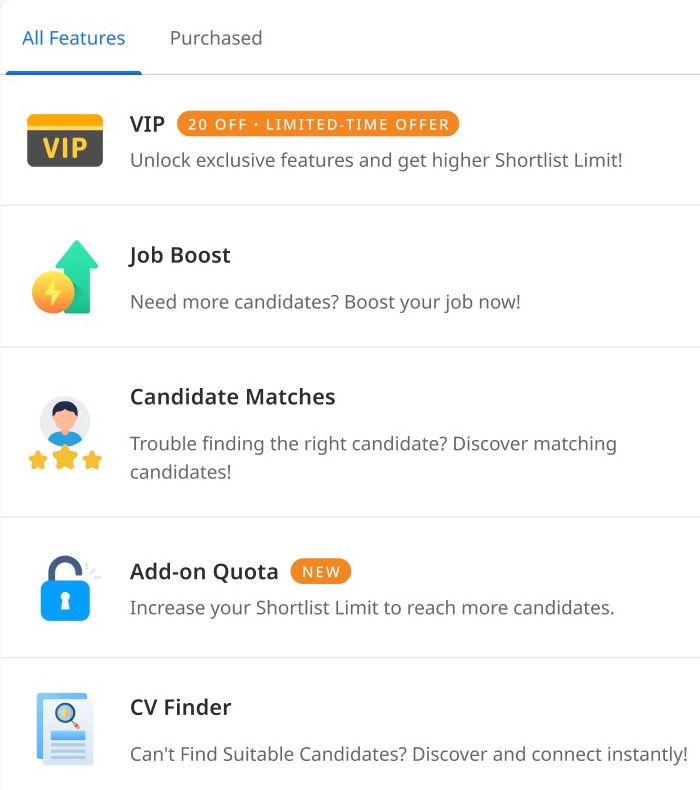 All Features
Purchased
VIP
VIP
20 OFF · LIMITED-TIME OFFER
Unlock exclusive features and get higher Shortlist Limit!
Job Boost
Need more candidates? Boost your job now!
Candidate Matches
Trouble finding the right candidate? Discover matching
candidates!
Add-on Quota
NEW
Increase your Shortlist Limit to reach more candidates.
CV Finder
Can't Find Suitable Candidates? Discover and connect instantly!